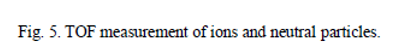 Fig. 5. TOF measurement of ions and neutral particles.